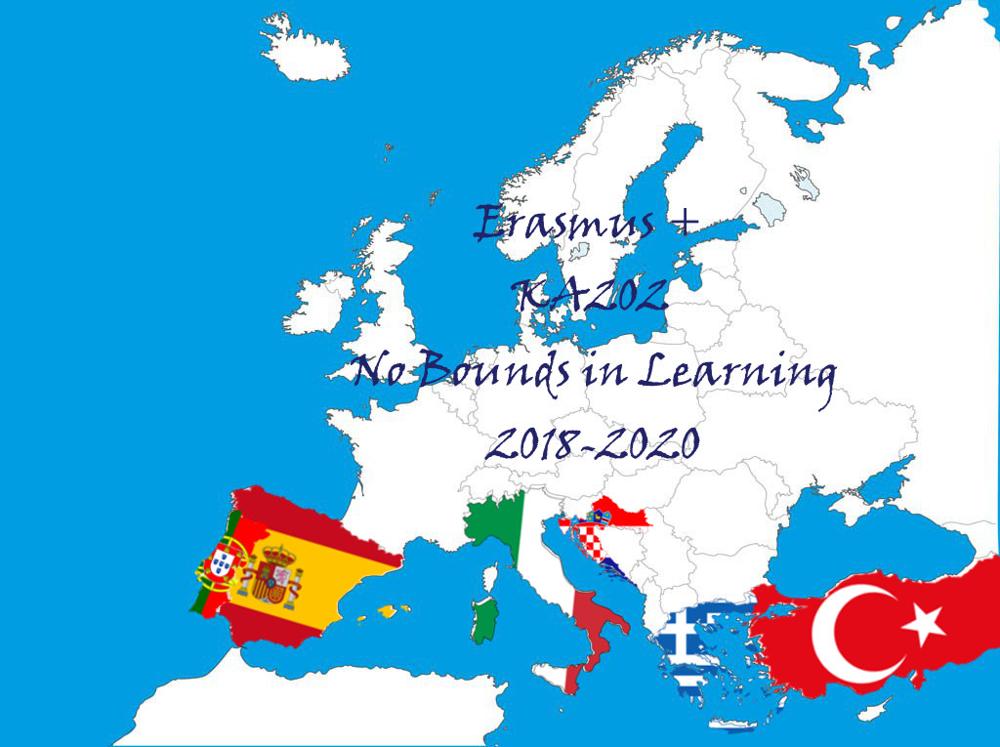 Erasmus +
KA202
No Bounds in Learning
2018-2020